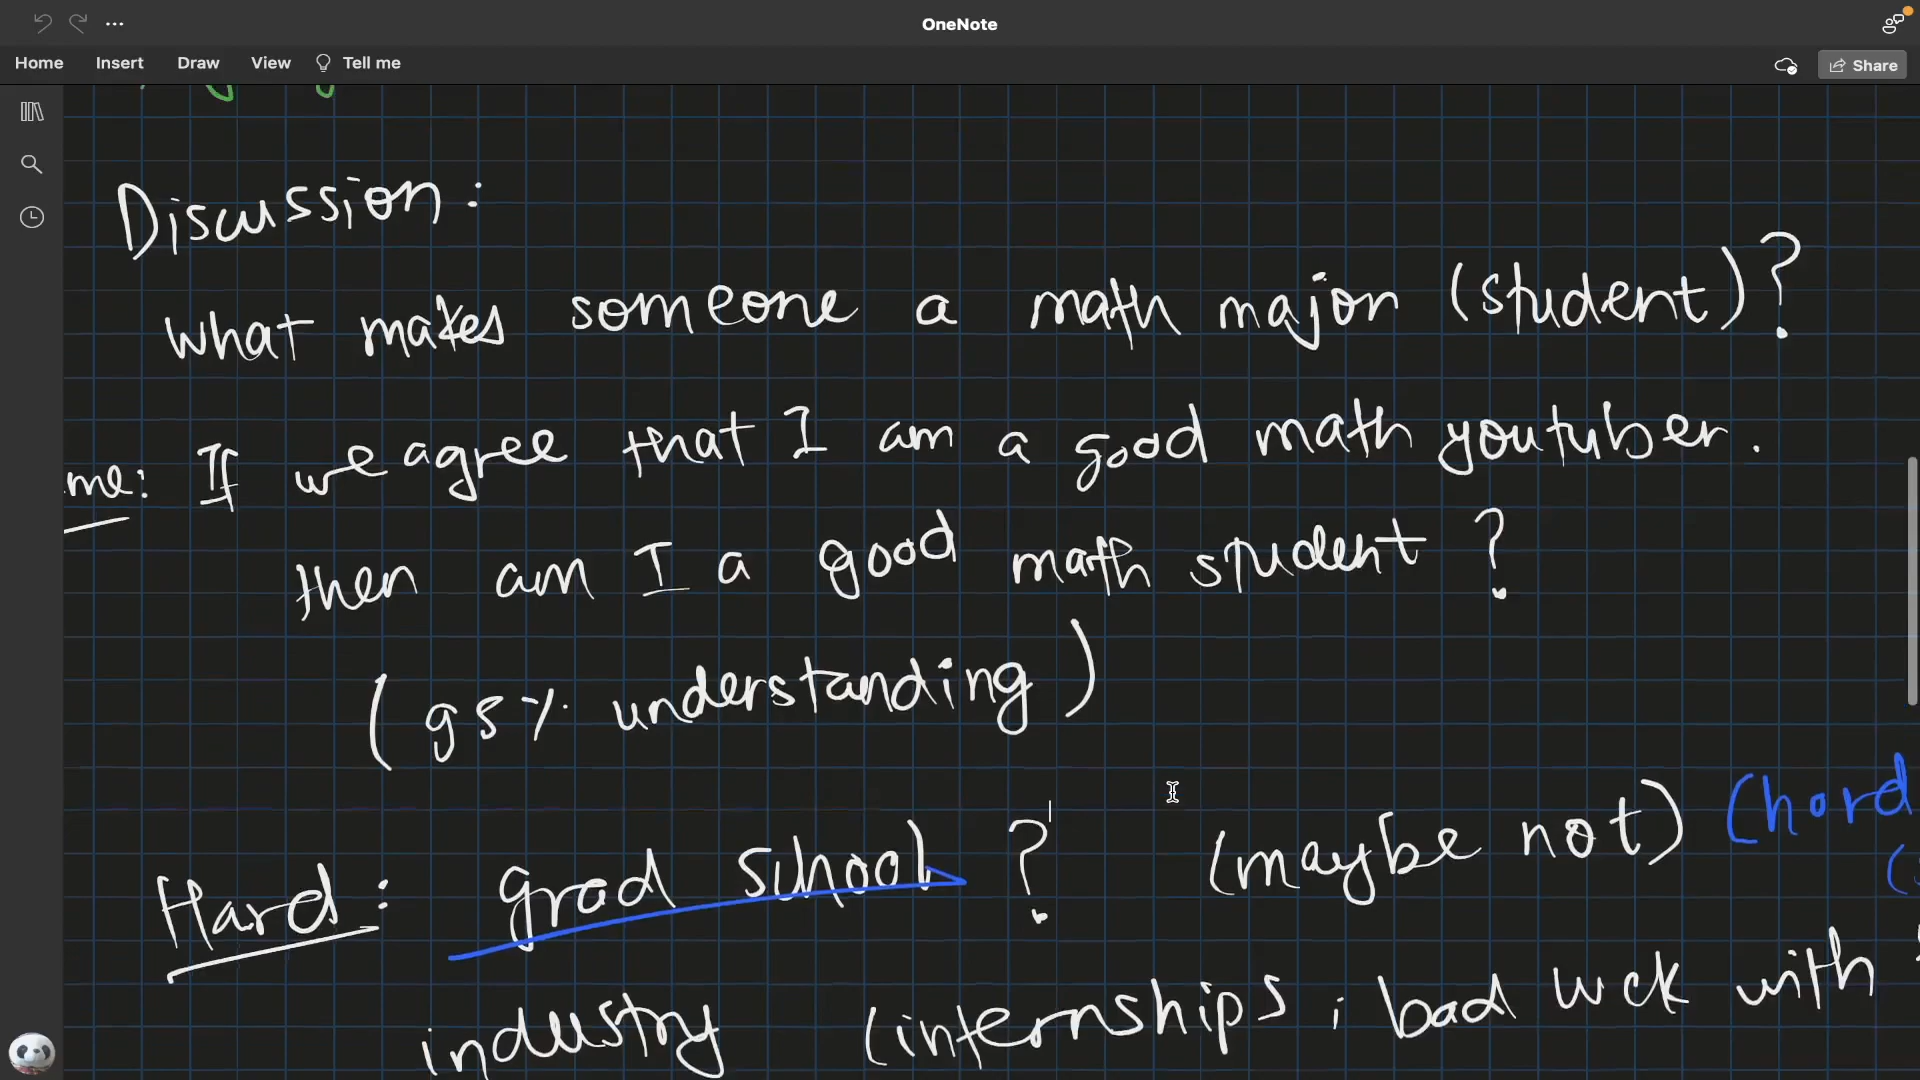 OneNote
Home Insert Draw View Tell me Share
Discussion:
What makes someone a math major (student)?
me: If we agree that I am a good math youtuber.
then am I a good math student ?
( 95% understanding )
Hard: grad school ? (maybe not) (hard
industry (internships ; bad luck with